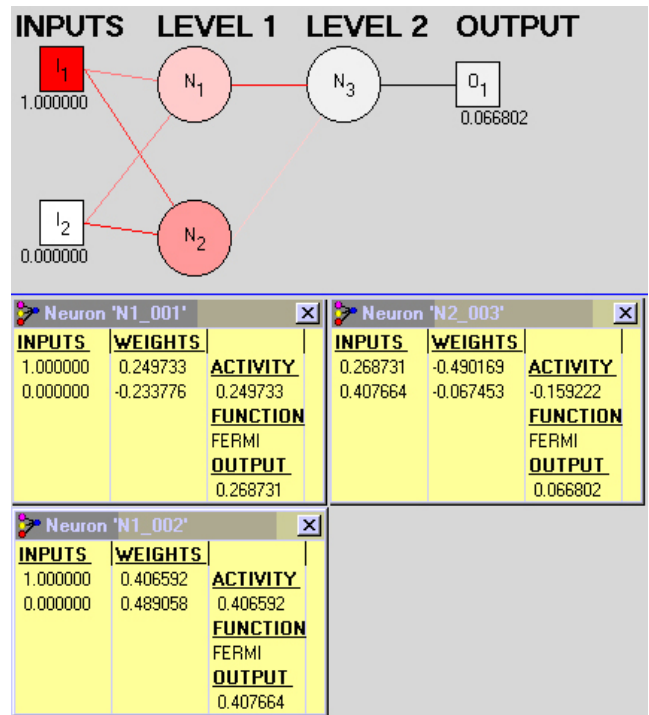 INPUTS LEVEL 1 LEVEL 2 OUTPUT
I1 N1 N3 O1
1.000000 0.066802
I2 N2
0.000000
Neuron 'N1_001'
INPUTS WEIGHTS
1.000000 0.249733 ACTIVITY
0.000000 -0.233776 0.249733
FUNCTION
FERMI
OUTPUT
0.268731
Neuron 'N2_003'
INPUTS WEIGHTS
0.268731 -0.490169 ACTIVITY
0.407664 -0.067453 -0.159222
FUNCTION
FERMI
OUTPUT
0.066802
Neuron 'N1_002'
INPUTS WEIGHTS
1.000000 0.406592 ACTIVITY
0.000000 0.489058 0.406592
FUNCTION
FERMI
OUTPUT
0.407664